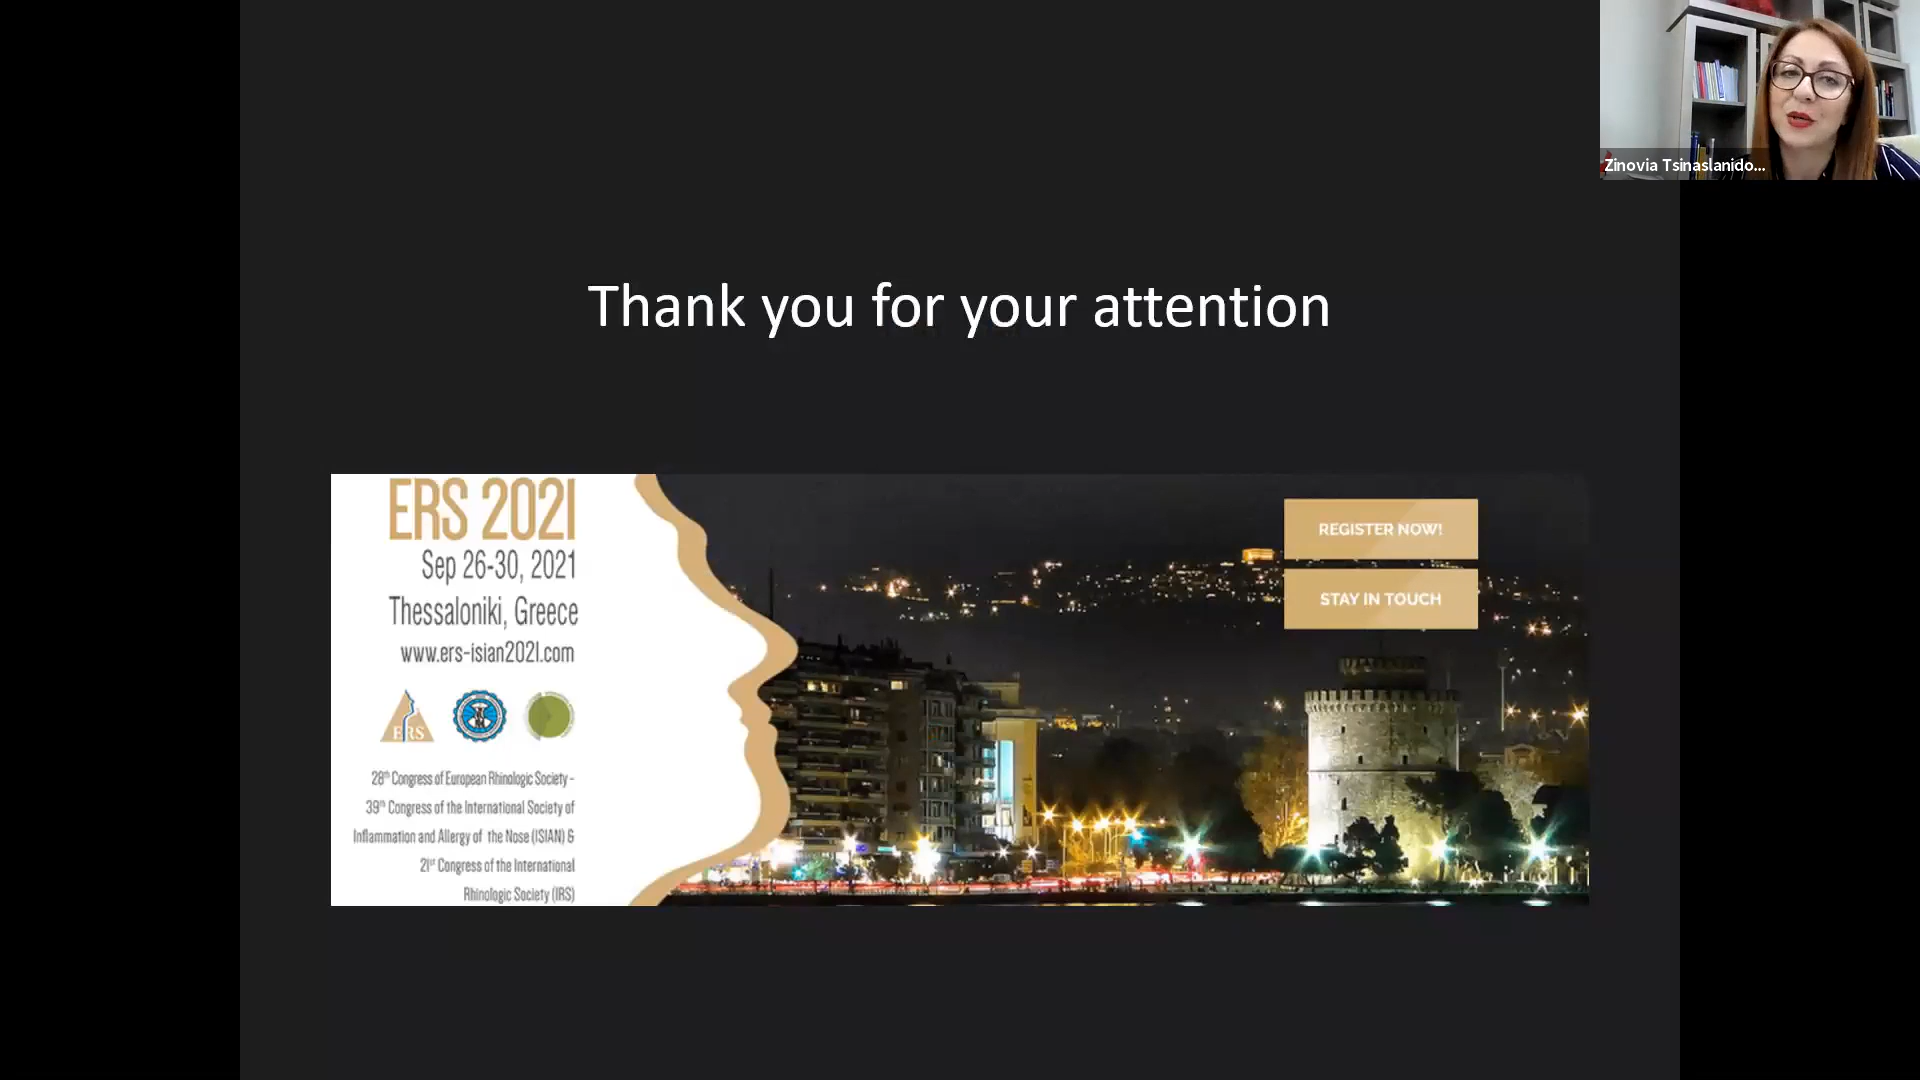 Zinovia Tsinaslanido...
Thank you for your attention
ERS 2021
Sep 26-30, 2021
Thessaloniki, Greece
www.ers-isian2021.com
ERS
28th Congress of European Rhinologic Society -
39th Congress of the International Society of
Inflammation and Allergy of the Nose (ISIAN) &
21st Congress of the International
Rhinologic Society (IRS)
REGISTER NOW!
STAY IN TOUCH